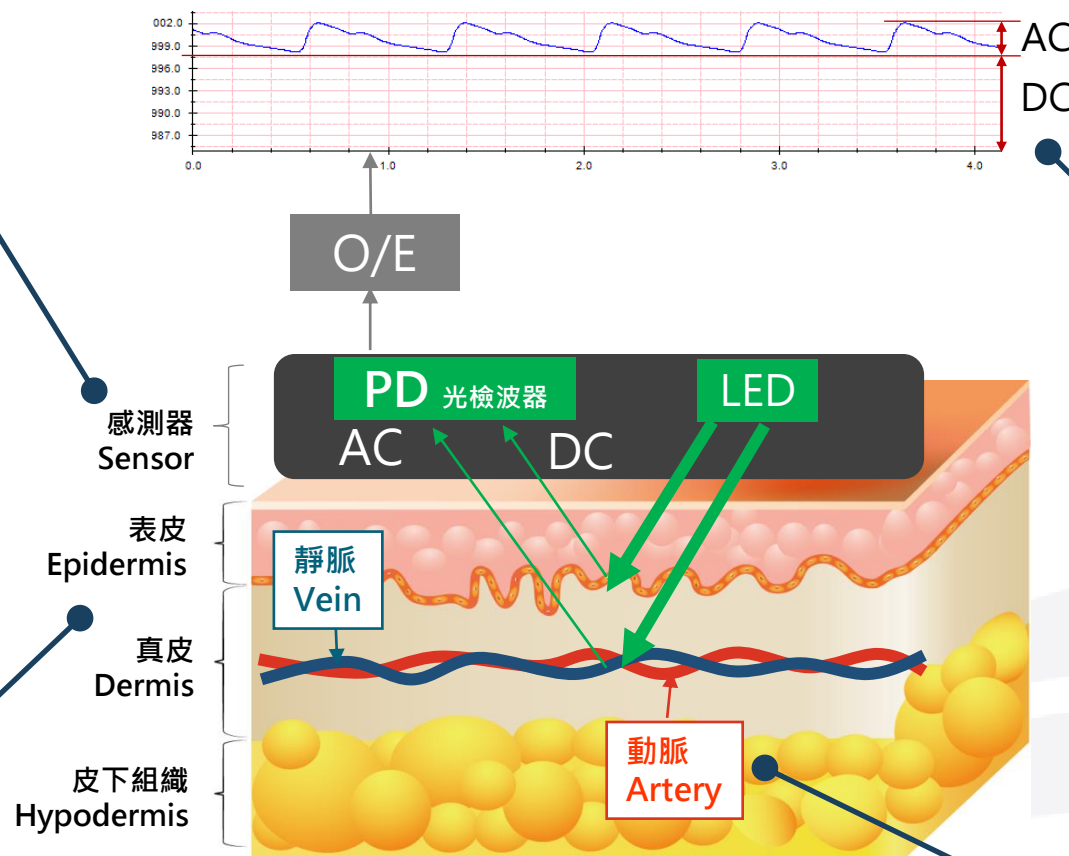 002.0
999.0
996.0
993.0
990.0
987.0
0.0
1.0
2.0
3.0
4.0
AC
DC
O/E
PD 光檢波器
LED
AC
DC
感測器
Sensor
表皮
Epidermis
靜脈
Vein
真皮
Dermis
動脈
Artery
皮下組織
Hypodermis